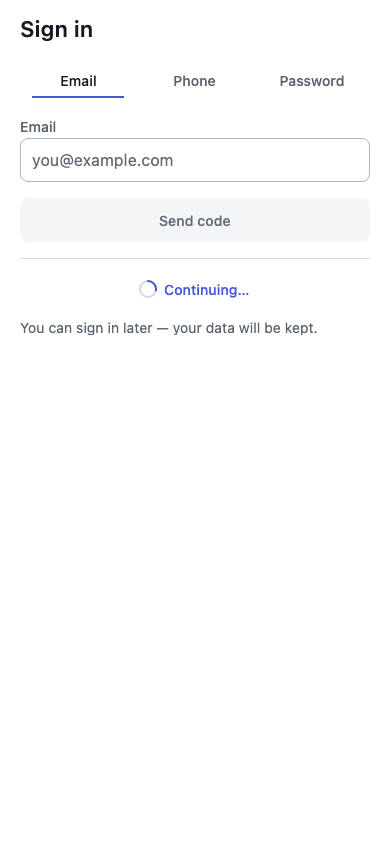 Sign in
Email
Phone
Password
Email
you@example.com
Send code
Continuing...
You can sign in later — your data will be kept.